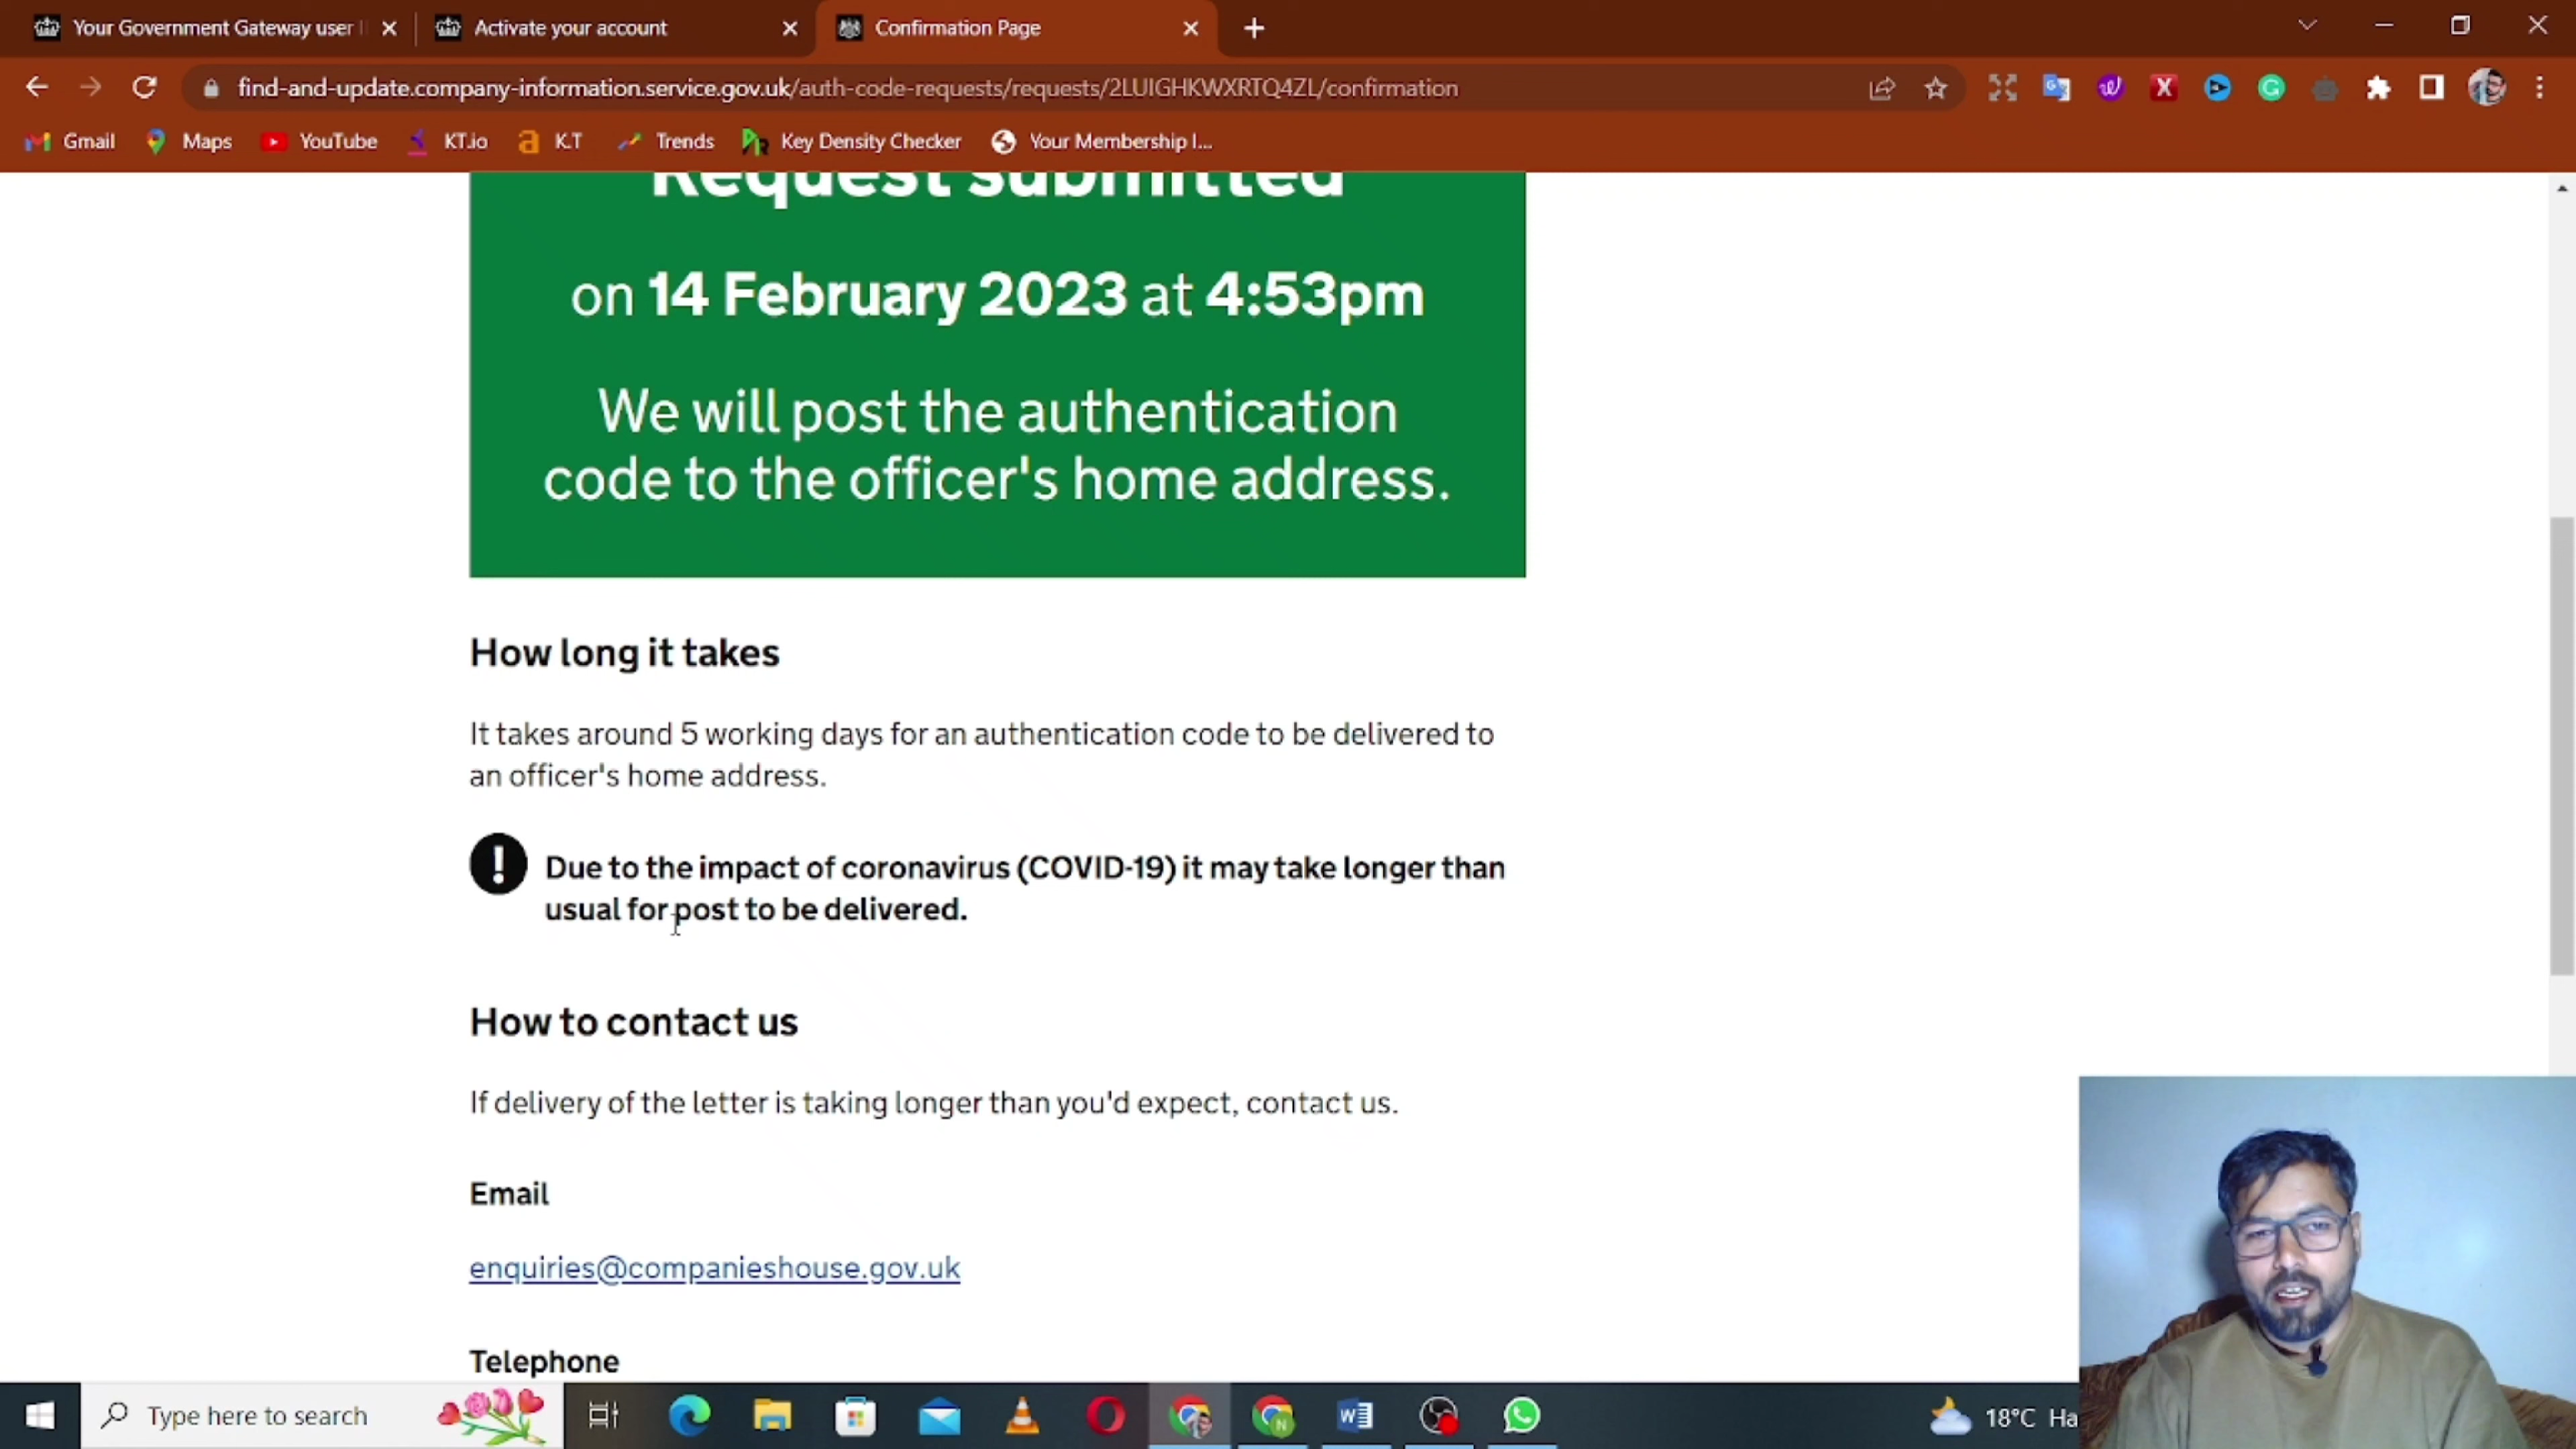 Your Government Gateway user I
Activate your account
Confirmation Page
find-and-update.company-information.service.gov.uk/auth-code-requests/requests/2LUIGHKWXRTQ4ZL/confirmation
Gmail
Maps
YouTube
KT.io
K.T
Trends
Key Density Checker
Your Membership I...
Request submitted
on 14 February 2023 at 4:53pm
We will post the authentication
code to the officer's home address.
How long it takes
It takes around 5 working days for an authentication code to be delivered to
an officer's home address.
Due to the impact of coronavirus (COVID-19) it may take longer than
usual for post to be delivered.
How to contact us
If delivery of the letter is taking longer than you'd expect, contact us.
Email
enquiries@companieshouse.gov.uk
Telephone
Type here to search
18°C Ha